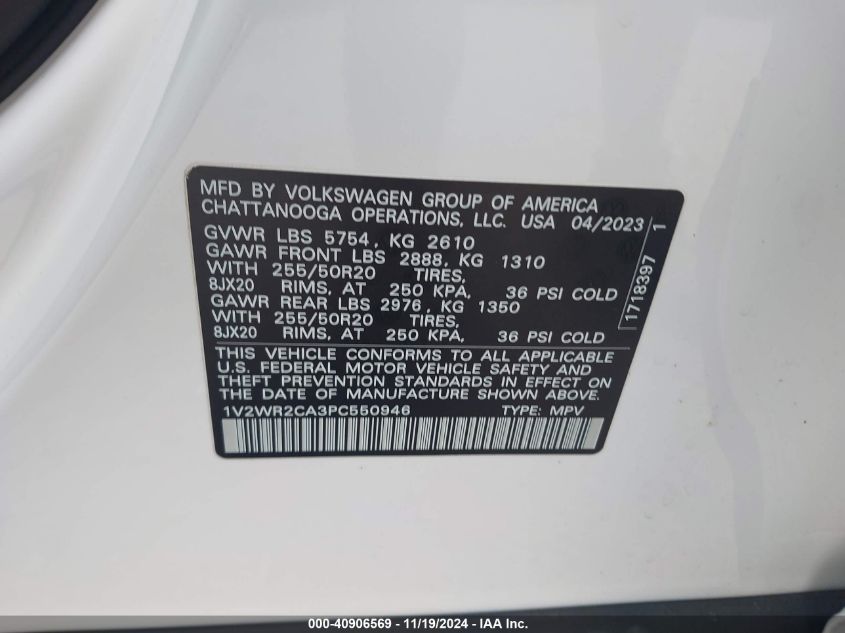 MFD BY VOLKSWAGEN GROUP OF AMERICA
CHATTANOOGA OPERATIONS, LLC. USA 04/2023
GVWR LBS 5754, KG 2610
GAWR FRONT LBS 2888, KG 1310
WITH 255/50R20 TIRES,
8JX20 RIMS, AT 250 KPA, 36 PSI COLD
GAWR REAR LBS 2976, KG 1350
WITH 255/50R20 TIRES,
8JX20 RIMS, AT 250 KPA, 36 PSI COLD
THIS VEHICLE CONFORMS TO ALL APPLICABLE
U.S. FEDERAL MOTOR VEHICLE SAFETY AND
THEFT PREVENTION STANDARDS IN EFFECT ON
THE DATE OF MANUFACTURE SHOWN ABOVE.
1V2WR2CA3PC550946 TYPE: MPV
1718397 1
000-40906569 - 11/19/2024 - IAA Inc.